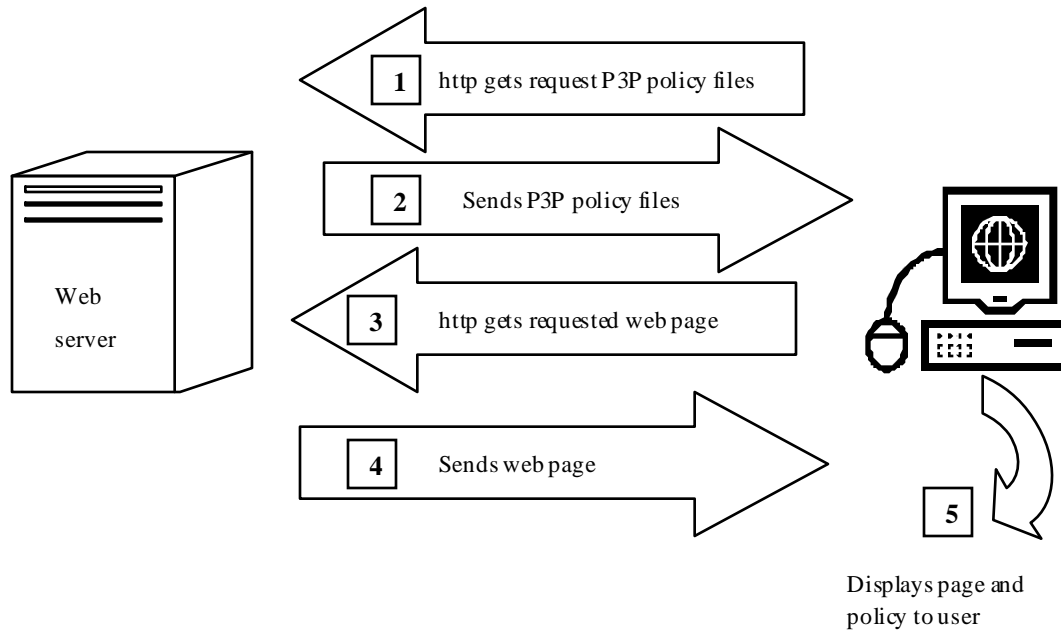 1 http gets request P3P policy files
2 Sends P3P policy files
Web
server
3 http gets requested web page
4 Sends web page
5
Displays page and
policy to user